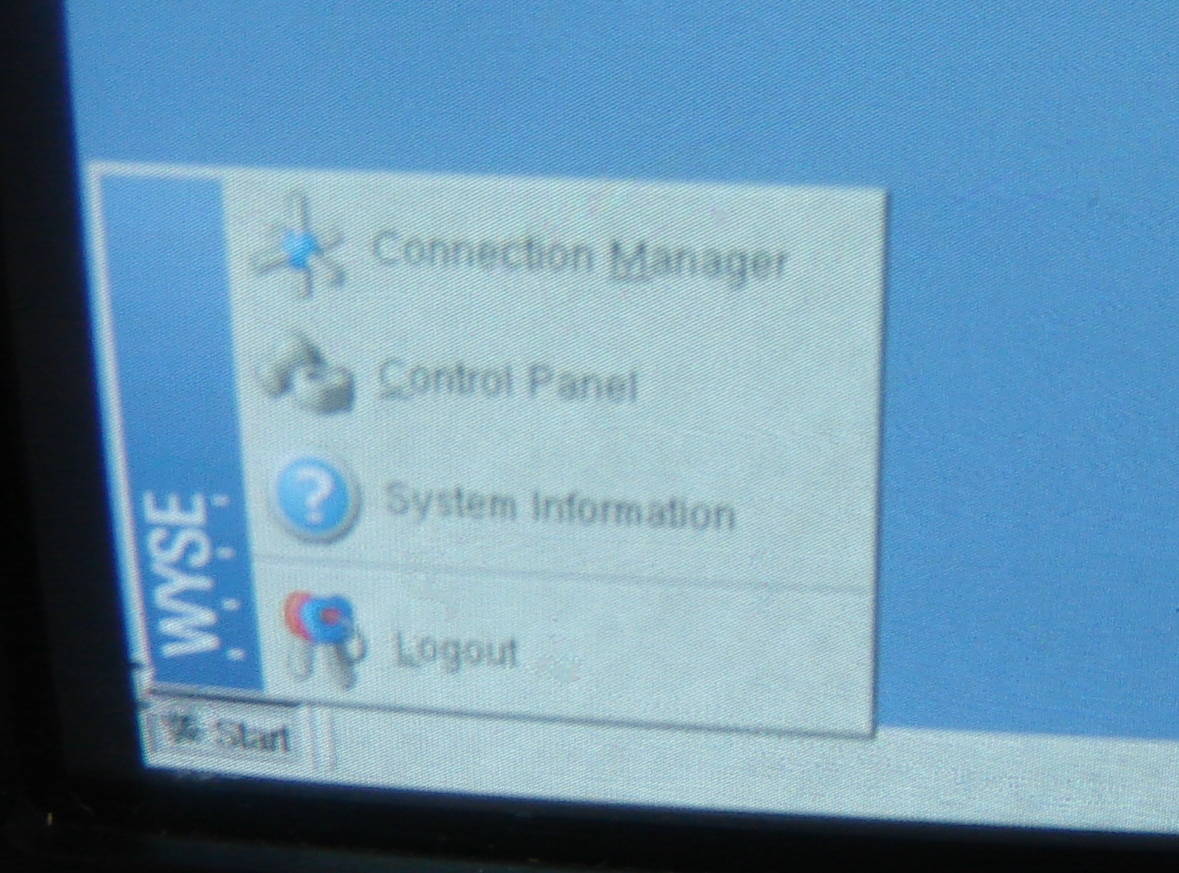 Connection Manager
Control Panel
System Information
Logout
WYSE
Start